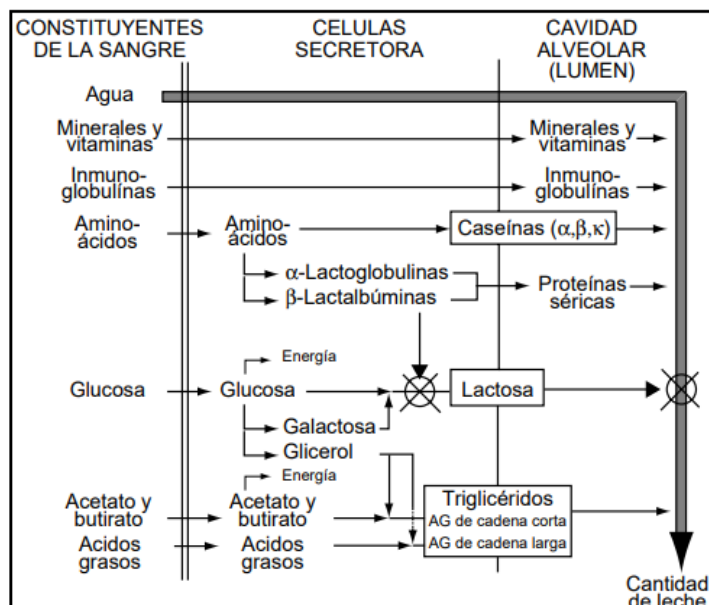 CONSTITUYENTES
DE LA SANGRE
CELULAS
SECRETORA
CAVIDAD
ALVEOLAR
(LUMEN)
Agua
Minerales y
vitaminas
Minerales y
vitaminas
Inmuno-
globulínas
Inmuno-
globulínas
Amino-
ácidos
Amino-
ácidos
Caseínas (α,β,κ)
α-Lactoglobulinas
β-Lactalbúminas
Proteínas
séricas
Energía
Glucosa
Glucosa
Lactosa
Galactosa
Glicerol
Energía
Acetato y
butirato
Acetato y
butirato
Triglicéridos
AG de cadena corta
AG de cadena larga
Acidos
grasos
Acidos
grasos
Cantidad
de leche